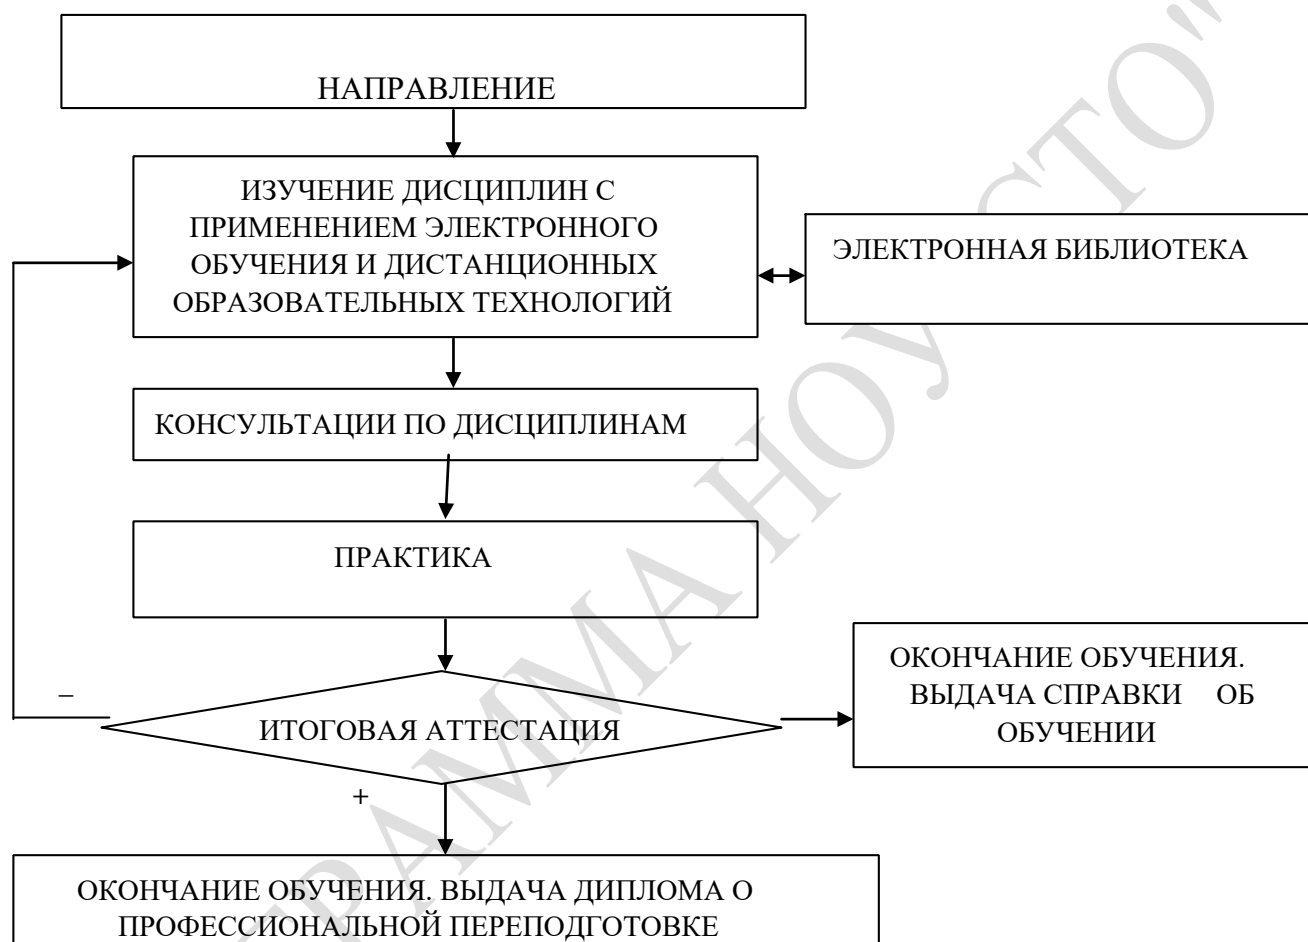 НАПРАВЛЕНИЕ
ИЗУЧЕНИЕ ДИСЦИПЛИН С
ПРИМЕНЕНИЕМ ЭЛЕКТРОННОГО
ОБУЧЕНИЯ И ДИСТАНЦИОННЫХ
ОБРАЗОВАТЕЛЬНЫХ ТЕХНОЛОГИЙ
ЭЛЕКТРОННАЯ БИБЛИОТЕКА
КОНСУЛЬТАЦИИ ПО ДИСЦИПЛИНАМ
ПРАКТИКА
–
ИТОГОВАЯ АТТЕСТАЦИЯ
ОКОНЧАНИЕ ОБУЧЕНИЯ.
ВЫДАЧА СПРАВКИ ОБ
ОБУЧЕНИИ
+
ОКОНЧАНИЕ ОБУЧЕНИЯ. ВЫДАЧА ДИПЛОМА О
ПРОФЕССИОНАЛЬНОЙ ПЕРЕПОДГОТОВКЕ